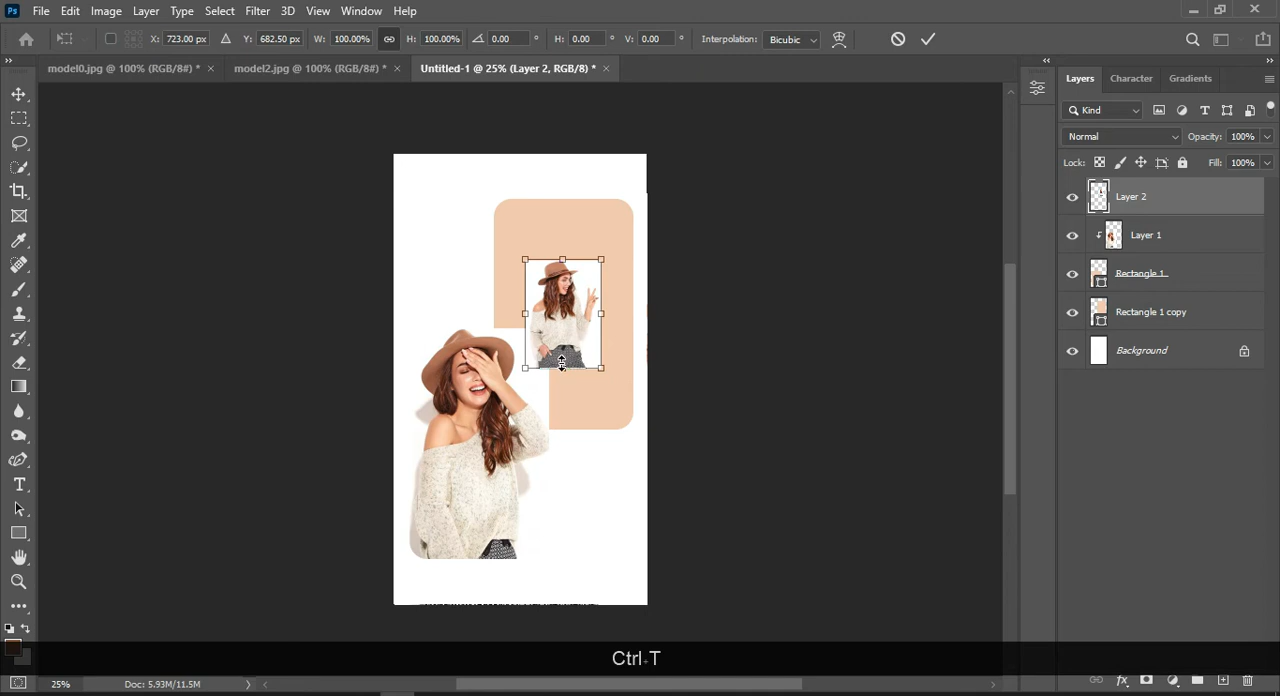 Ps File Edit Image Layer Type Select Filter 3D View Window Help
X: 723.00 px Y: 682.50 px W: 100.00% H: 100.00% 0.00 ° H: 0.00 ° V: 0.00 ° Interpolation: Bicubic
model0.jpg @ 100% (RGB/8#) * × model2.jpg @ 100% (RGB/8#) * × Untitled-1 @ 25% (Layer 2, RGB/8) * ×
Layers Character Gradients
Kind
Normal Opacity: 100%
Lock: Fill: 100%
Layer 2
Layer 1
Rectangle 1
Rectangle 1 copy
Background
Ctrl+T
25% Doc: 5.93M/11.5M